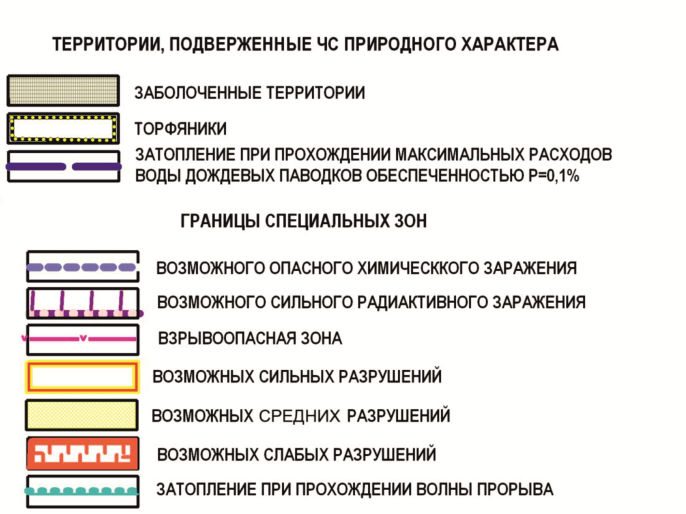 ТЕРРИТОРИИ, ПОДВЕРЖЕННЫЕ ЧС ПРИРОДНОГО ХАРАКТЕРА
ЗАБОЛОЧЕННЫЕ ТЕРРИТОРИИ
ТОРФЯНИКИ
ЗАТОПЛЕНИЕ ПРИ ПРОХОЖДЕНИИ МАКСИМАЛЬНЫХ РАСХОДОВ
ВОДЫ ДОЖДЕВЫХ ПАВОДКОВ ОБЕСПЕЧЕННОСТЬЮ P=0,1%
ГРАНИЦЫ СПЕЦИАЛЬНЫХ ЗОН
ВОЗМОЖНОГО ОПАСНОГО ХИМИЧЕСККОГО ЗАРАЖЕНИЯ
ВОЗМОЖНОГО СИЛЬНОГО РАДИАКТИВНОГО ЗАРАЖЕНИЯ
ВЗРЫВООПАСНАЯ ЗОНА
ВОЗМОЖНЫХ СИЛЬНЫХ РАЗРУШЕНИЙ
ВОЗМОЖНЫХ СРЕДНИХ РАЗРУШЕНИЙ
ВОЗМОЖНЫХ СЛАБЫХ РАЗРУШЕНИЙ
ЗАТОПЛЕНИЕ ПРИ ПРОХОЖДЕНИИ ВОЛНЫ ПРОРЫВА